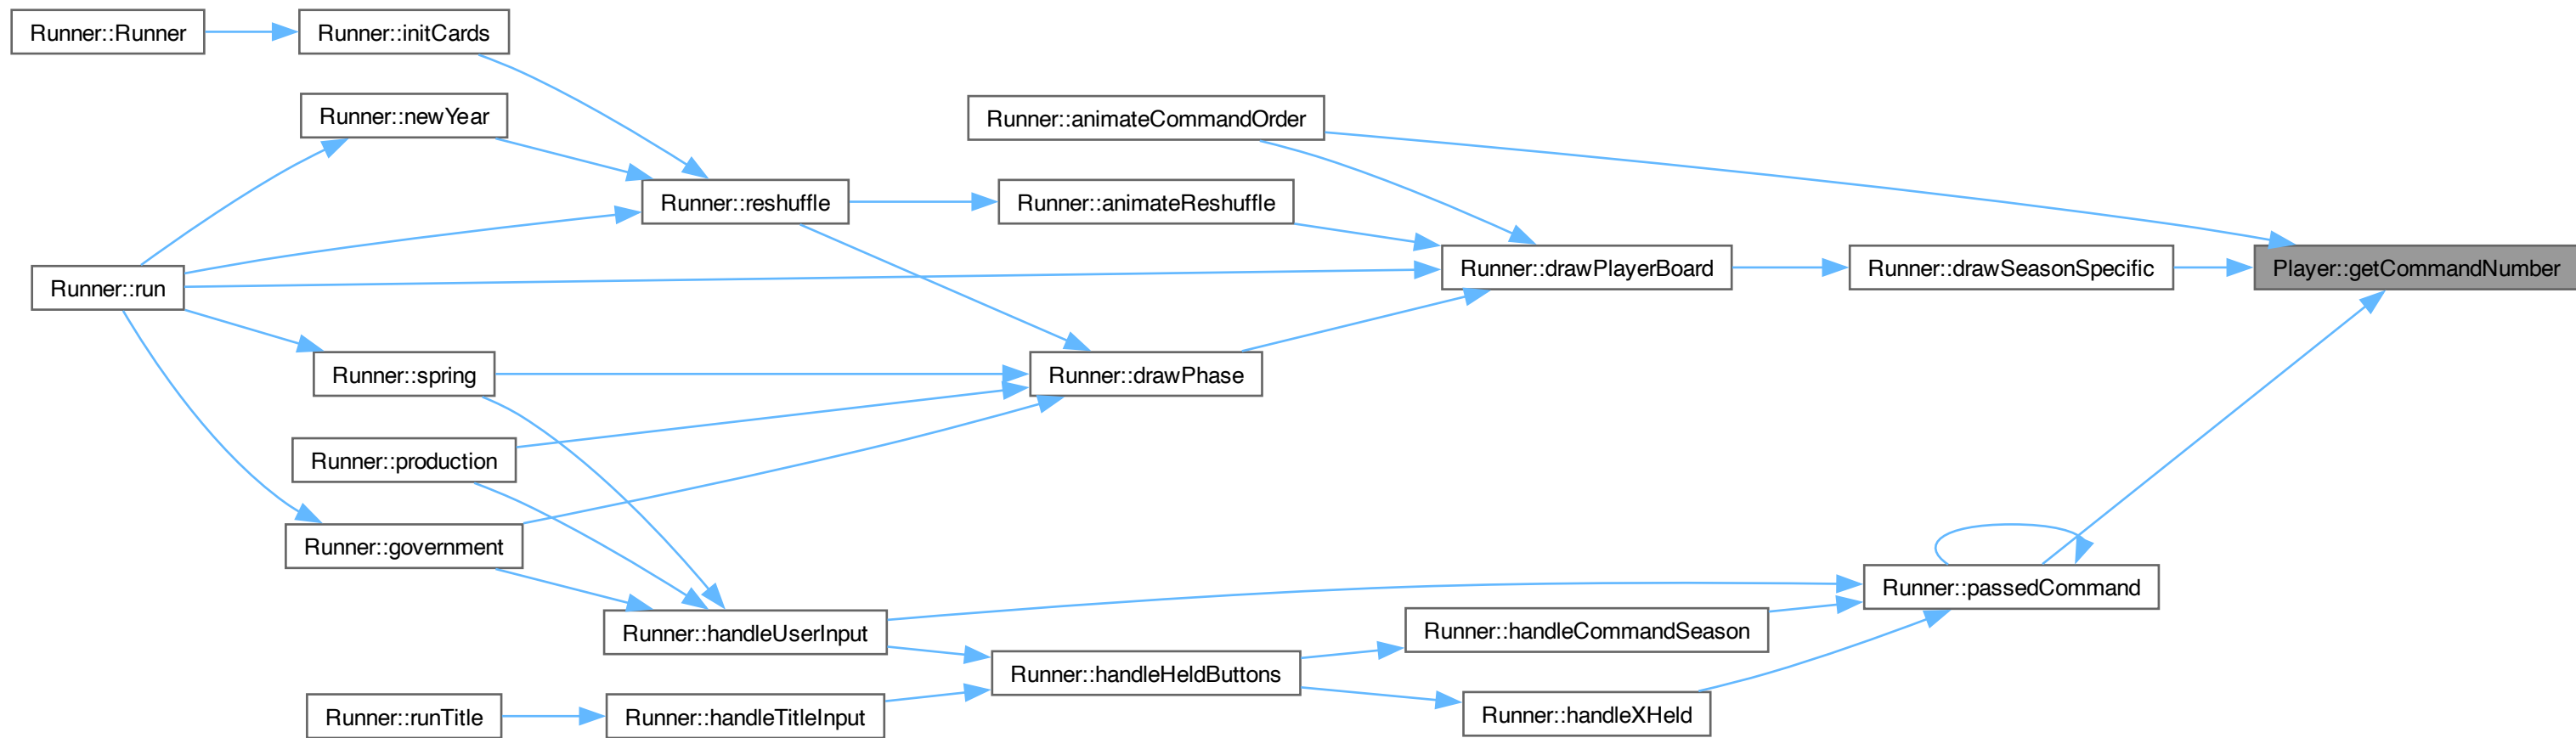 Runner::Runner
Runner::initCards
Runner::newYear
Runner::animateCommandOrder
Runner::reshuffle
Runner::animateReshuffle
Runner::run
Runner::drawPlayerBoard
Runner::drawSeasonSpecific
Player::getCommandNumber
Runner::spring
Runner::drawPhase
Runner::production
Runner::government
Runner::passedCommand
Runner::handleUserInput
Runner::handleCommandSeason
Runner::handleHeldButtons
Runner::runTitle
Runner::handleTitleInput
Runner::handleXHeld